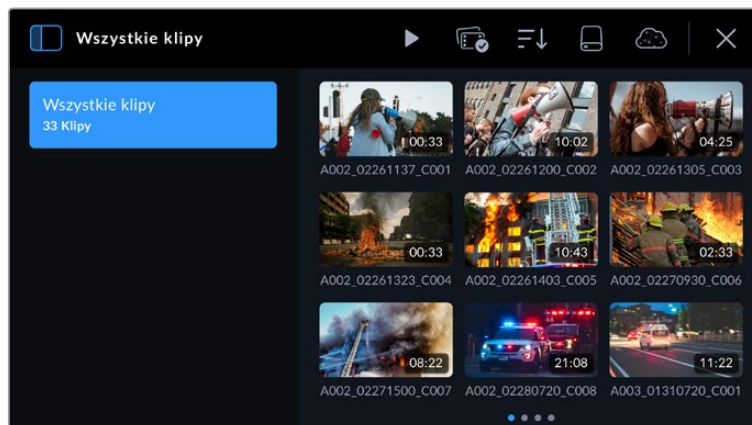 Wszystkie klipy
Wszystkie klipy
33 Klipy
00:33
10:02
04:25
A002_02261137_C001
A002_02261200_C002
A002_02261305_C003
00:33
10:43
02:33
A002_02261323_C004
A002_02261403_C005
A002_02270930_C006
08:22
21:08
11:22
A002_02271500_C007
A002_02280720_C008
A003_01310720_C001